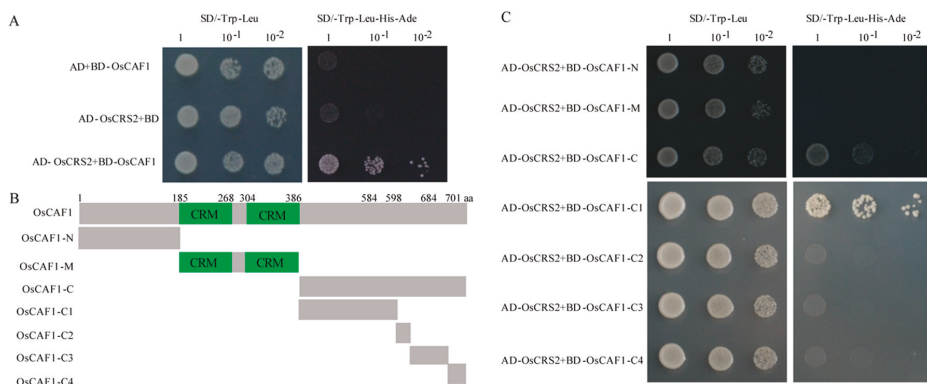 A
SD/-Trp-Leu
SD/-Trp-Leu-His-Ade
1 10-1 10-2
1 10-1 10-2
AD+BD-OsCAF1
AD-OsCRS2+BD
AD-OsCRS2+BD-OsCAF1
B
1 185 268 304 386 584 598 684 701 aa
OsCAF1 CRM CRM
OsCAF1-N
OsCAF1-M CRM CRM
OsCAF1-C
OsCAF1-C1
OsCAF1-C2
OsCAF1-C3
OsCAF1-C4
C
SD/-Trp-Leu
SD/-Trp-Leu-His-Ade
1 10-1 10-2
1 10-1 10-2
AD-OsCRS2+BD-OsCAF1-N
AD-OsCRS2+BD-OsCAF1-M
AD-OsCRS2+BD-OsCAF1-C
AD-OsCRS2+BD-OsCAF1-C1
AD-OsCRS2+BD-OsCAF1-C2
AD-OsCRS2+BD-OsCAF1-C3
AD-OsCRS2+BD-OsCAF1-C4